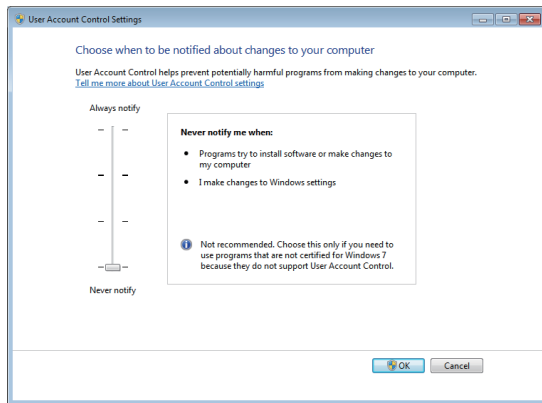 User Account Control Settings
Choose when to be notified about changes to your computer
User Account Control helps prevent potentially harmful programs from making changes to your computer.
Tell me more about User Account Control settings
Always notify
Never notify me when:
Programs try to install software or make changes to
my computer
I make changes to Windows settings
Not recommended. Choose this only if you need to
use programs that are not certified for Windows 7
because they do not support User Account Control.
Never notify
OK
Cancel